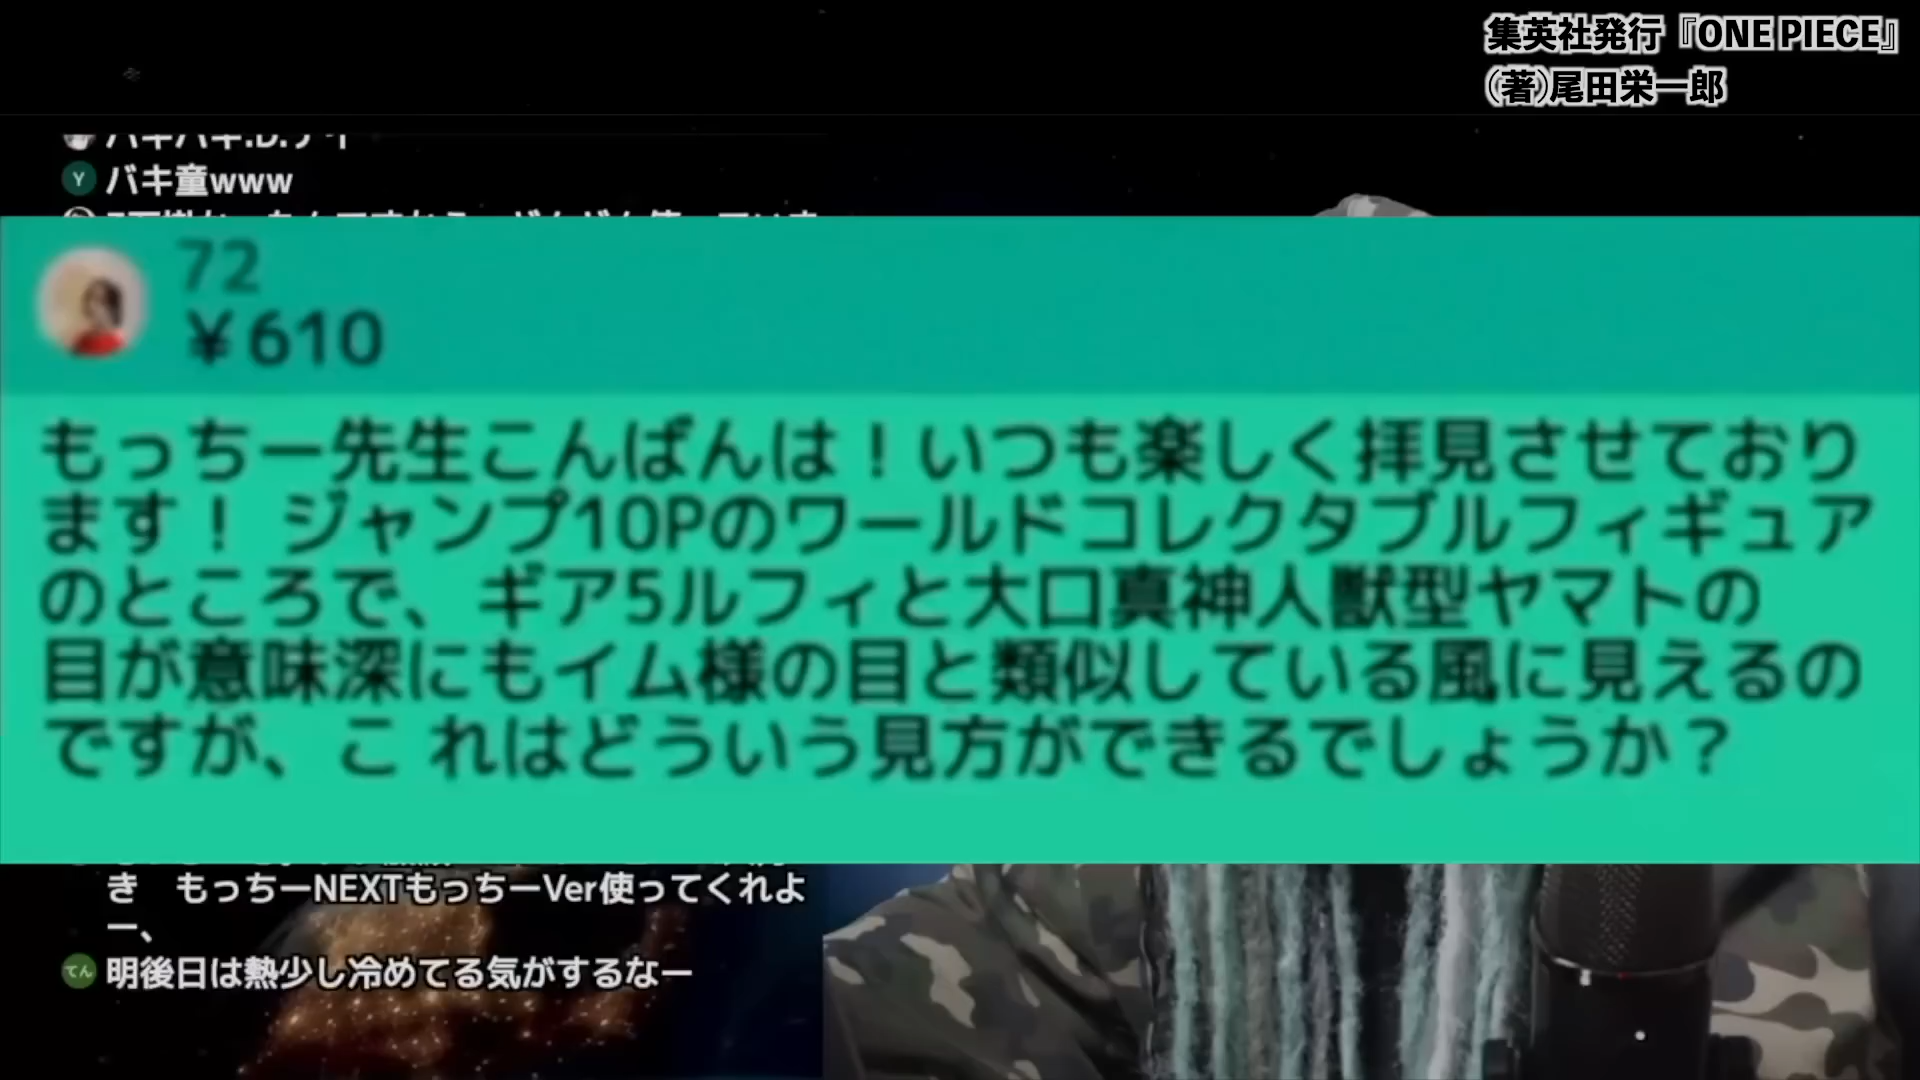 集英社発行『ONE PIECE』
(著)尾田栄一郎
Y バキ童www
72
¥610
もっちー先生こんばんは！いつも楽しく拝見させており
ます！ ジャンプ10Pのワールドコレクタブルフィギュア
のところで、ギア5ルフィと大口真神人獣型ヤマトの
目が意味深にもイム様の目と類似している風に見えるの
ですが、こ れはどういう見方ができるでしょうか？
き　もっちーNEXTもっちーVer使ってくれよ
ー、
てん 明後日は熱少し冷めてる気がするなー